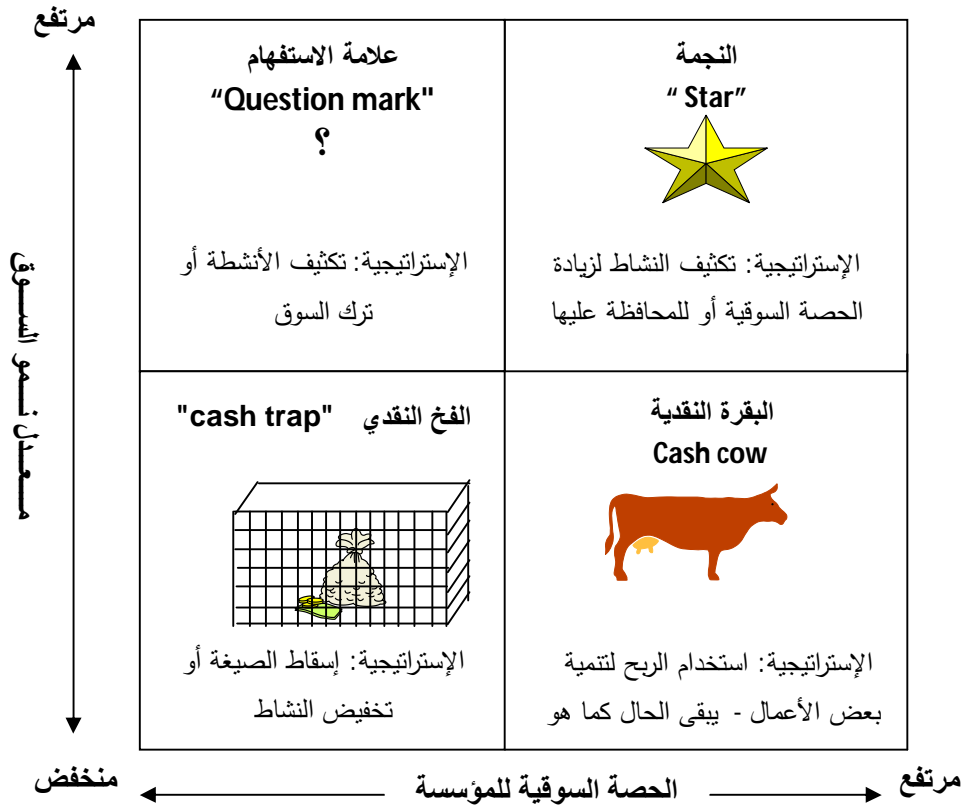 مرتفع
النجمة
“ Star”
الإستراتيجية: تكثيف النشاط لزيادة
الحصة السوقية أو للمحافظة عليها
علامة الاستفهام
“Question mark"
؟
الإستراتيجية: تكثيف الأنشطة أو
ترك السوق
معدل نمو السوق
البقرة النقدية
Cash cow
الإستراتيجية: استخدام الربح لتنمية
بعض الأعمال - يبقى الحال كما هو
الفخ النقدي "cash trap"
الإستراتيجية: إسقاط الصيغة أو
تخفيض النشاط
مرتفع
الحصة السوقية للمؤسسة
منخفض